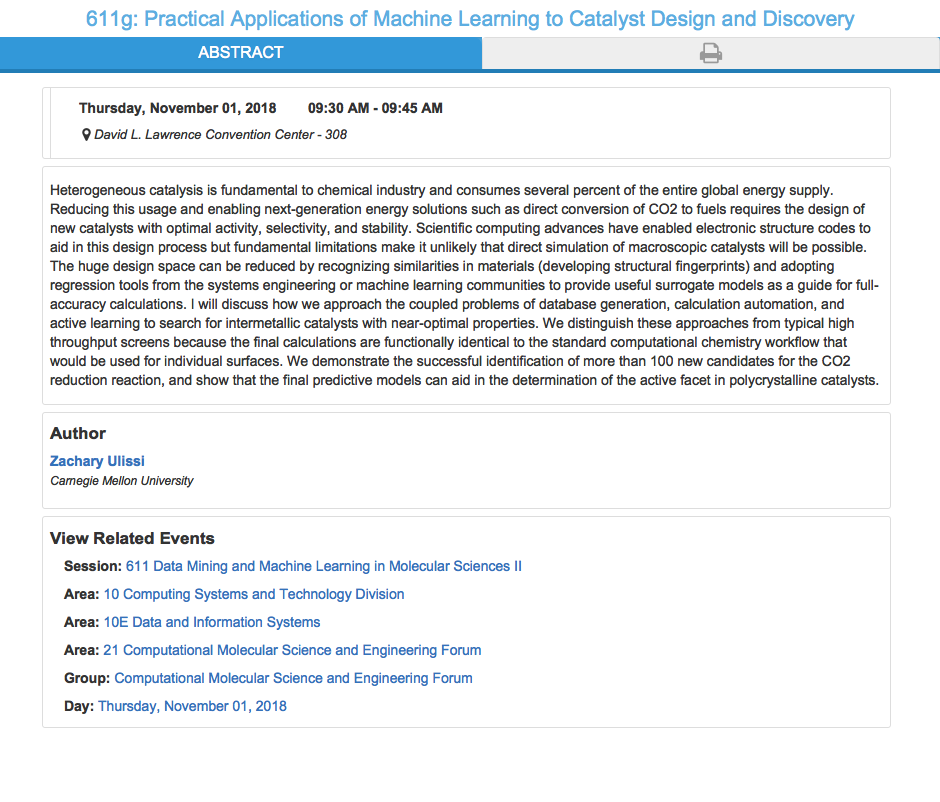 611g: Practical Applications of Machine Learning to Catalyst Design and Discovery
ABSTRACT
Thursday, November 01, 2018 09:30 AM - 09:45 AM
David L. Lawrence Convention Center - 308
Heterogeneous catalysis is fundamental to chemical industry and consumes several percent of the entire global energy supply.
Reducing this usage and enabling next-generation energy solutions such as direct conversion of CO2 to fuels requires the design of
new catalysts with optimal activity, selectivity, and stability. Scientific computing advances have enabled electronic structure codes to
aid in this design process but fundamental limitations make it unlikely that direct simulation of macroscopic catalysts will be possible.
The huge design space can be reduced by recognizing similarities in materials (developing structural fingerprints) and adopting
regression tools from the systems engineering or machine learning communities to provide useful surrogate models as a guide for full-
accuracy calculations. I will discuss how we approach the coupled problems of database generation, calculation automation, and
active learning to search for intermetallic catalysts with near-optimal properties. We distinguish these approaches from typical high
throughput screens because the final calculations are functionally identical to the standard computational chemistry workflow that
would be used for individual surfaces. We demonstrate the successful identification of more than 100 new candidates for the CO2
reduction reaction, and show that the final predictive models can aid in the determination of the active facet in polycrystalline catalysts.
Author
Zachary Ulissi
Carnegie Mellon University
View Related Events
Session: 611 Data Mining and Machine Learning in Molecular Sciences II
Area: 10 Computing Systems and Technology Division
Area: 10E Data and Information Systems
Area: 21 Computational Molecular Science and Engineering Forum
Group: Computational Molecular Science and Engineering Forum
Day: Thursday, November 01, 2018